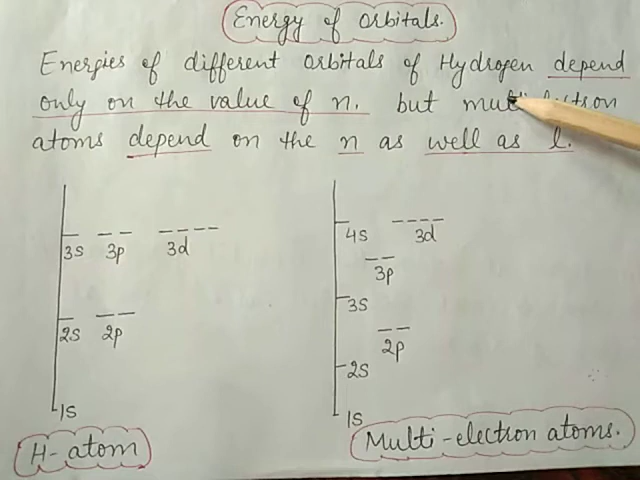 Energy of orbitals.
Energies of different orbitals of Hydrogen depend
only on the value of n. but electron
atoms depend on the n as well as l.
3s 3p 3d
2s 2p
1s
H-atom
4s 3d
3p
3s
2p
2s
1s
Multi-electron atoms.